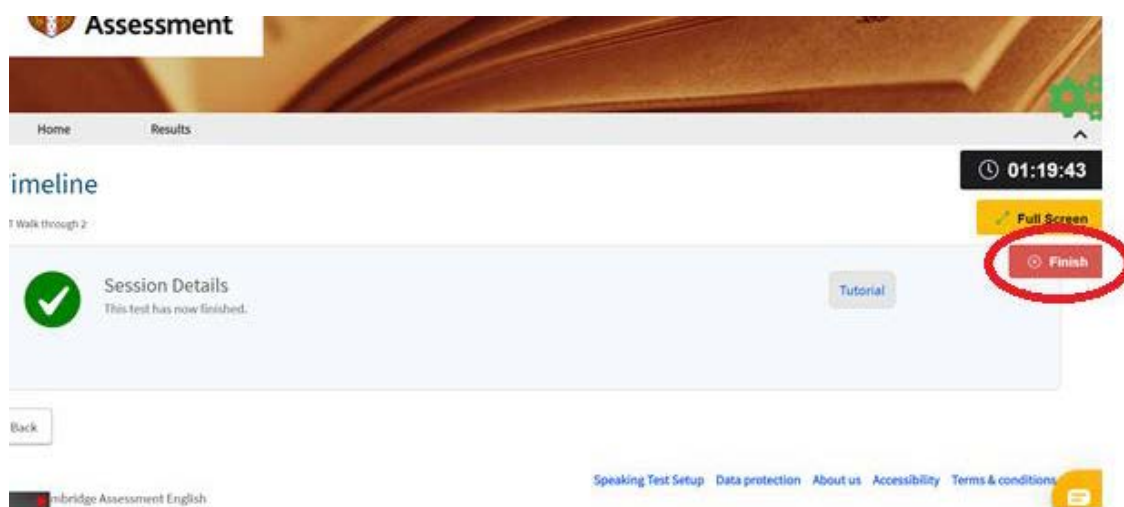 Assessment
Home Results
imeline
01:19:43
T Walk through 2
Full Screen
Finish
Session Details
This test has now finished.
Tutorial
Back
Speaking Test Setup Data protection About us Accessibility Terms & conditions
mbridge Assessment English